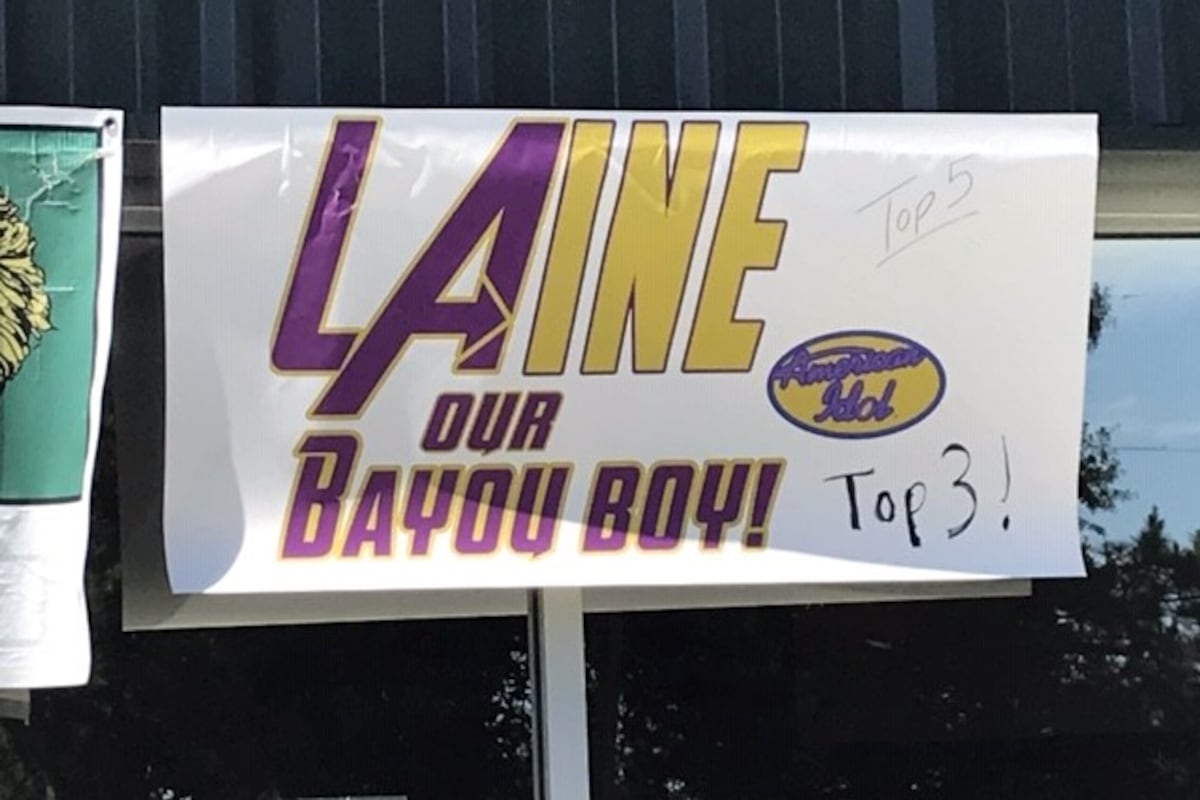 LAINE
Top 5
American
Idol
OUR
BAYOU BOY!
Top 3!